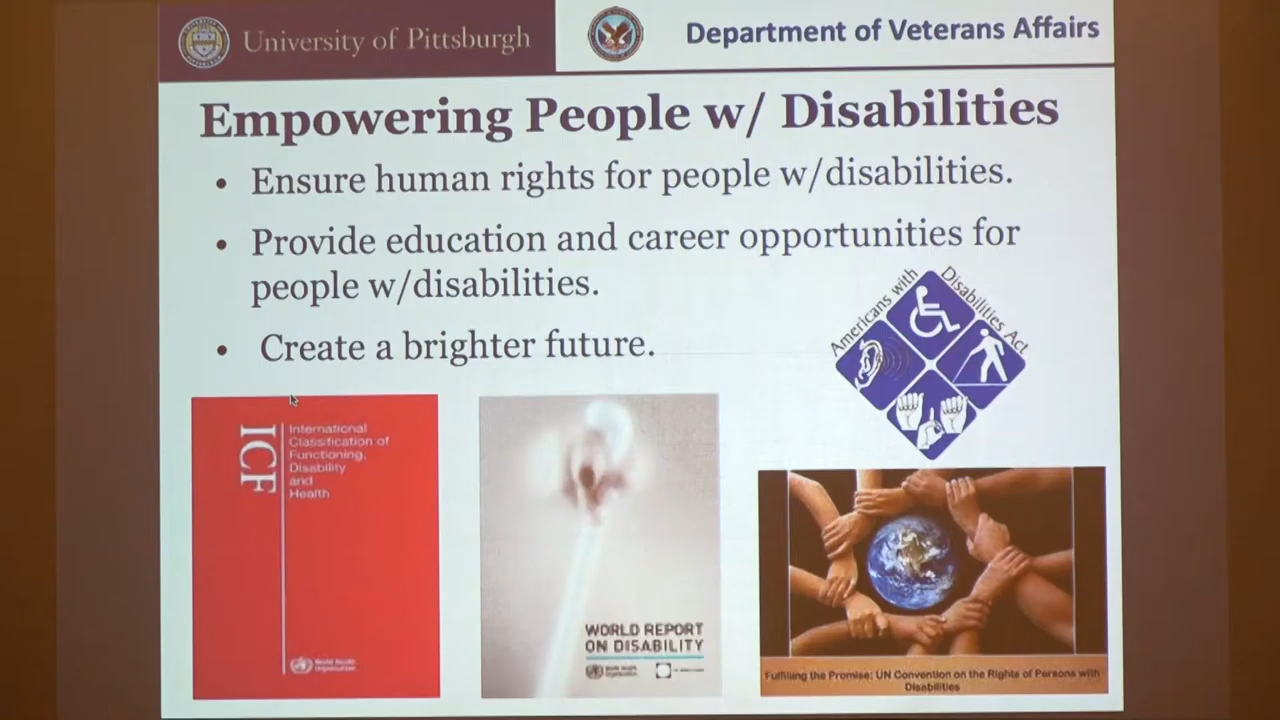 University of Pittsburgh
Department of Veterans Affairs
Empowering People w/ Disabilities
• Ensure human rights for people w/disabilities.
• Provide education and career opportunities for
people w/disabilities.
• Create a brighter future.
Americans with
Disabilities Act
ICF
International
Classification of
Functioning,
Disability
and
Health
World Health
Organization
WORLD REPORT
ON DISABILITY
World Health
Organization
Fulfilling the Promise: UN Convention on the Rights of Persons with
Disabilities